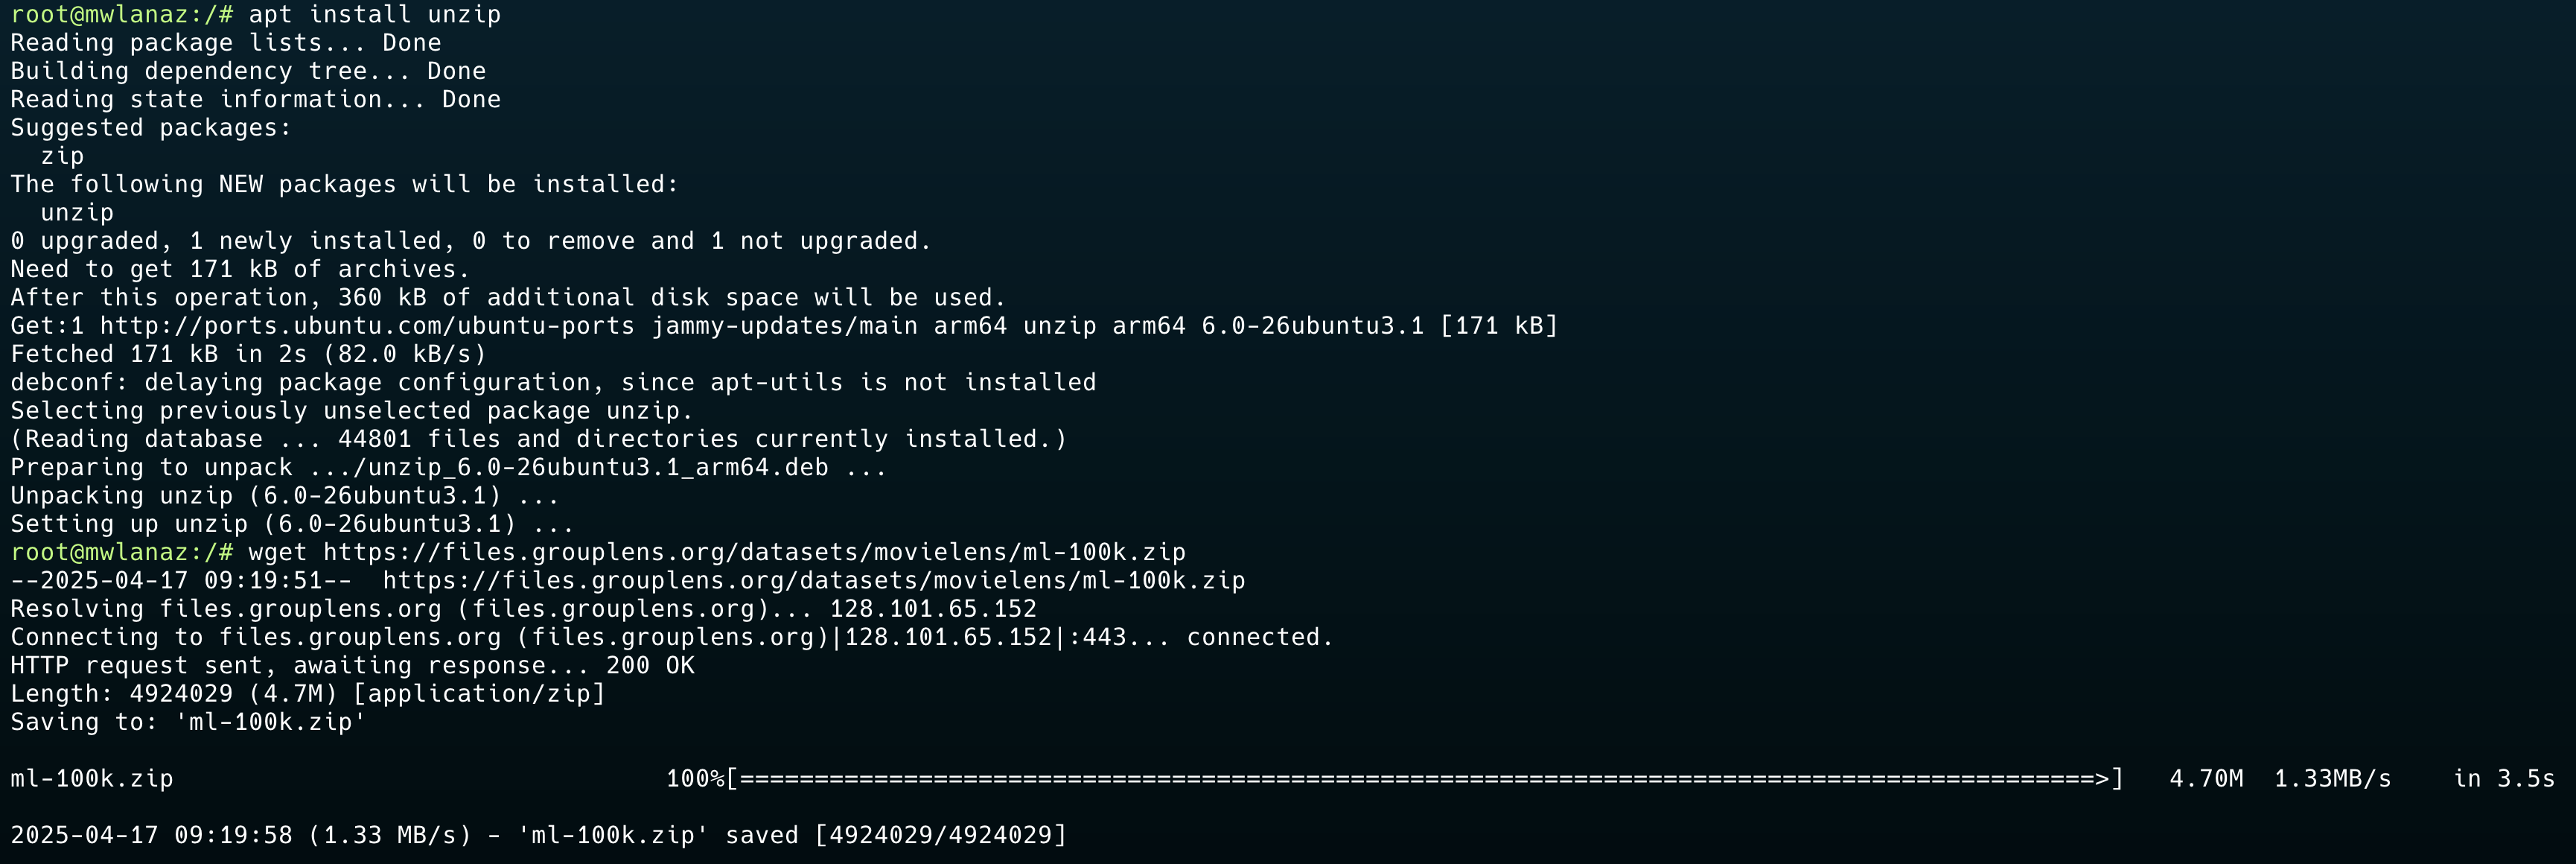 root@mwlanaz:/# apt install unzip
Reading package lists... Done
Building dependency tree... Done
Reading state information... Done
Suggested packages:
  zip
The following NEW packages will be installed:
  unzip
0 upgraded, 1 newly installed, 0 to remove and 1 not upgraded.
Need to get 171 kB of archives.
After this operation, 360 kB of additional disk space will be used.
Get:1 http://ports.ubuntu.com/ubuntu-ports jammy-updates/main arm64 unzip arm64 6.0-26ubuntu3.1 [171 kB]
Fetched 171 kB in 2s (82.0 kB/s)
debconf: delaying package configuration, since apt-utils is not installed
Selecting previously unselected package unzip.
(Reading database ... 44801 files and directories currently installed.)
Preparing to unpack .../unzip_6.0-26ubuntu3.1_arm64.deb ...
Unpacking unzip (6.0-26ubuntu3.1) ...
Setting up unzip (6.0-26ubuntu3.1) ...
root@mwlanaz:/# wget https://files.grouplens.org/datasets/movielens/ml-100k.zip
--2025-04-17 09:19:51--  https://files.grouplens.org/datasets/movielens/ml-100k.zip
Resolving files.grouplens.org (files.grouplens.org)... 128.101.65.152
Connecting to files.grouplens.org (files.grouplens.org)|128.101.65.152|:443... connected.
HTTP request sent, awaiting response... 200 OK
Length: 4924029 (4.7M) [application/zip]
Saving to: 'ml-100k.zip'
ml-100k.zip                                 100%[===========================================================================================>]   4.70M  1.33MB/s    in 3.5s
2025-04-17 09:19:58 (1.33 MB/s) - 'ml-100k.zip' saved [4924029/4924029]